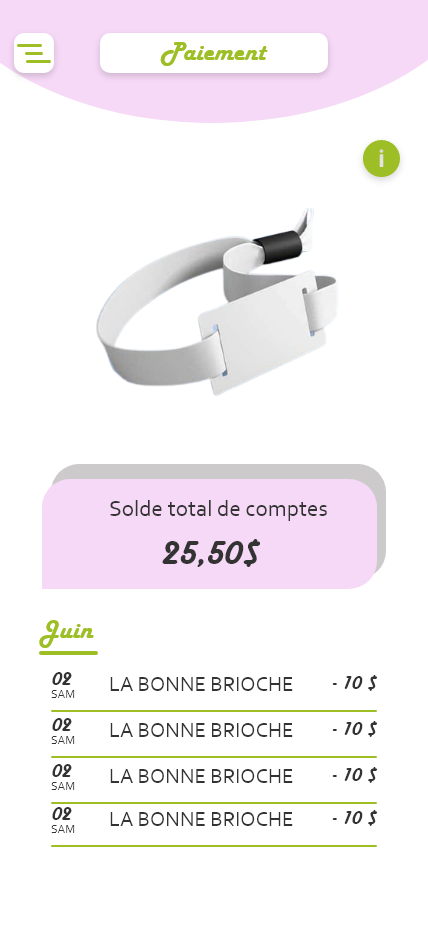 Paiement
i
Solde total de comptes
25,50$
Juin
02
SAM
LA BONNE BRIOCHE
- 10 $
02
SAM
LA BONNE BRIOCHE
- 10 $
02
SAM
LA BONNE BRIOCHE
- 10 $
02
SAM
LA BONNE BRIOCHE
- 10 $